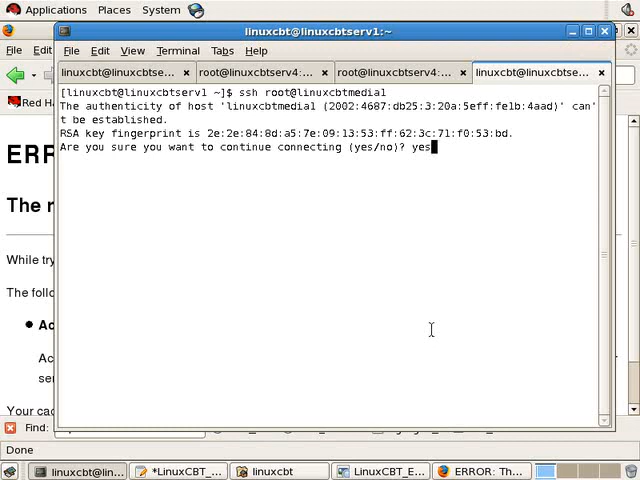 Applications Places System
linuxcbt@linuxcbtserv1:~
File Edit
File Edit View Terminal Tabs Help
linuxcbt@linuxcbtse...
root@linuxcbtserv4:...
root@linuxcbtserv4:...
linuxcbt@linuxcbtse...
Red Ha
[linuxcbt@linuxcbtserv1 ~]$ ssh root@linuxcbtmedia1
The authenticity of host 'linuxcbtmedia1 (2002:4687:db25:3:20a:5eff:fe1b:4aad)' can'
t be established.
RSA key fingerprint is 2e:2e:84:8d:a5:7e:09:13:53:ff:62:3c:71:f0:53:bd.
Are you sure you want to continue connecting (yes/no)? yes
ERR
The r
While try
The follo
Ac
Ac
ser
Your cac
Find:
Done
linuxcbt@linuxcbt...
*LinuxCBT_...
linuxcbt
LinuxCBT_E...
ERROR: Th...